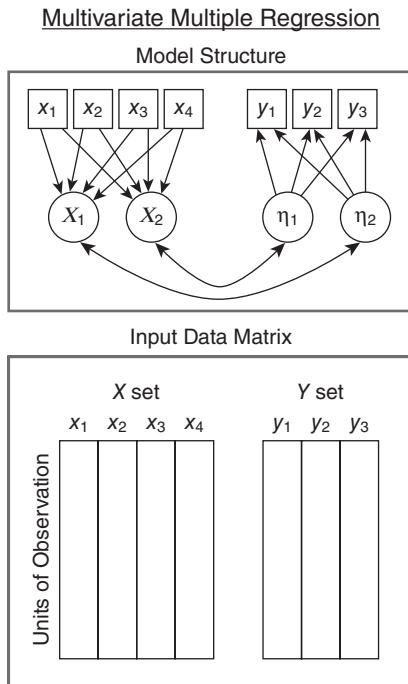 Multivariate Multiple Regression
Model Structure
x1 x2 x3 x4 y1 y2 y3
X1 X2 η1 η2
Input Data Matrix
X set Y set
x1 x2 x3 x4 y1 y2 y3
Units of Observation